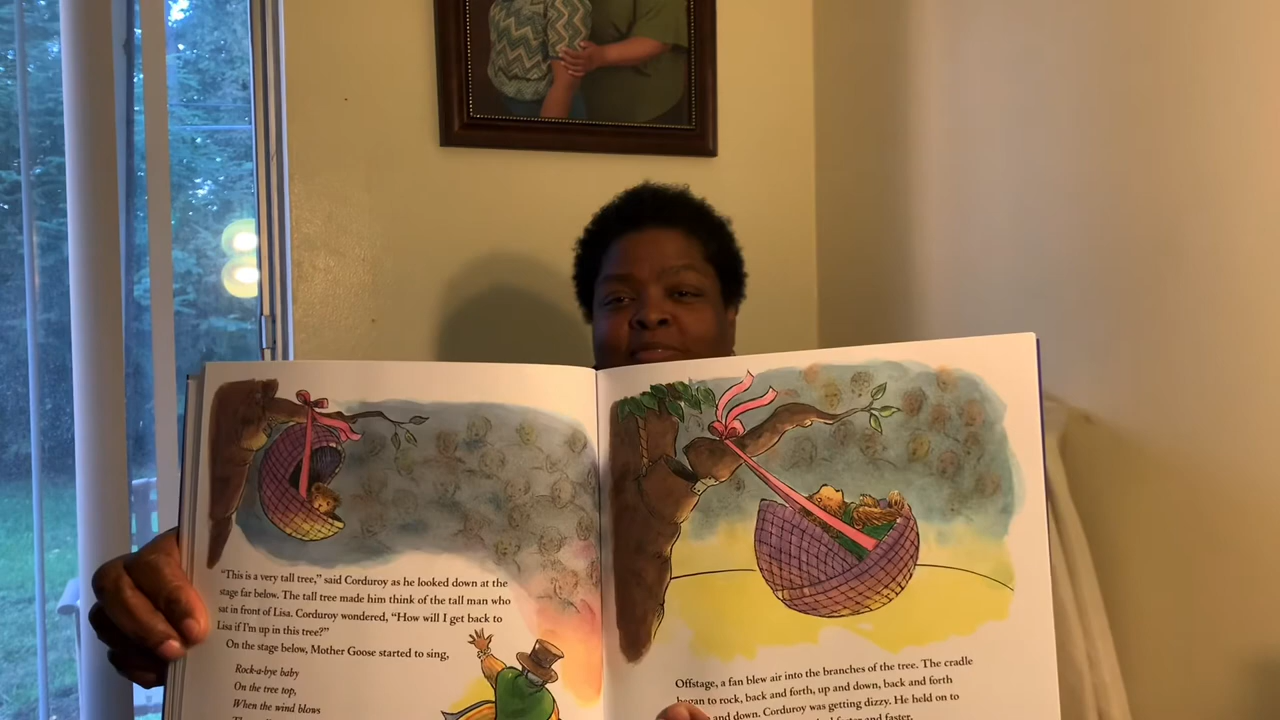 "This is a very tall tree," said Corduroy as he looked down at the
stage far below. The tall tree made him think of the tall man who
sat in front of Lisa. Corduroy wondered, "How will I get back to
Lisa if I'm up in this tree?"
On the stage below, Mother Goose started to sing,
Rock-a-bye baby
On the tree top,
When the wind blows
Offstage, a fan blew air into the branches of the tree. The cradle
began to rock, back and forth, up and down, back and forth
and down. Corduroy was getting dizzy. He held on to
faster and faster.